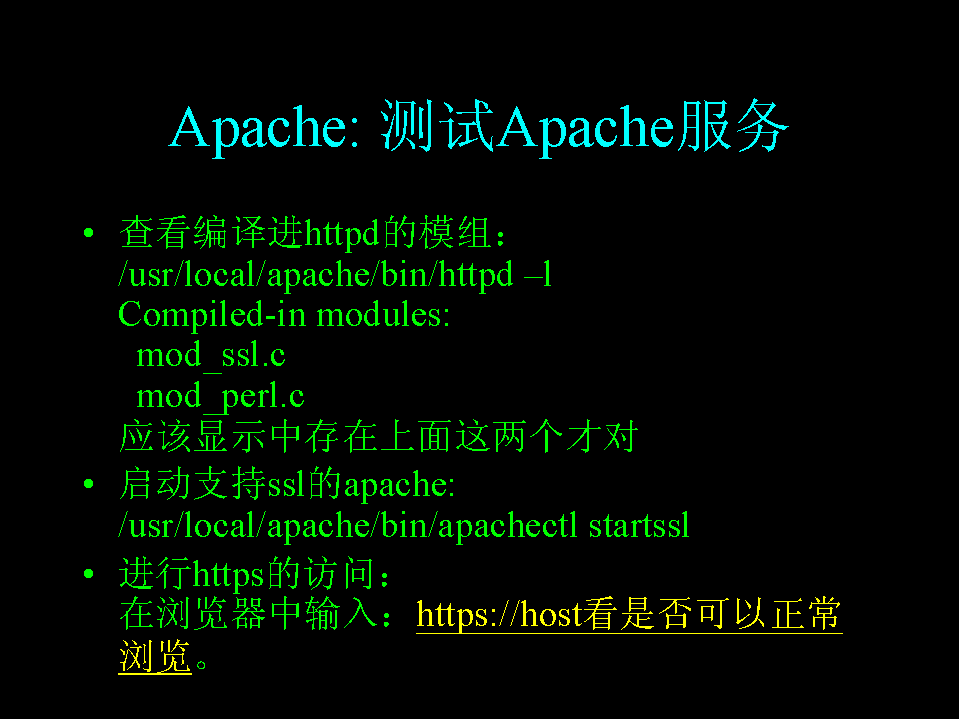 Apache: 测试Apache服务
• 查看编译进httpd的模组：
/usr/local/apache/bin/httpd –l
Compiled-in modules:
mod_ssl.c
mod_perl.c
应该显示中存在上面这两个才对
• 启动支持ssl的apache:
/usr/local/apache/bin/apachectl startssl
• 进行https的访问：
在浏览器中输入：https://host看是否可以正常
浏览。